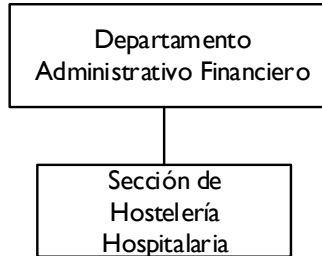 Departamento
Administrativo Financiero
Sección de
Hostelería
Hospitalaria